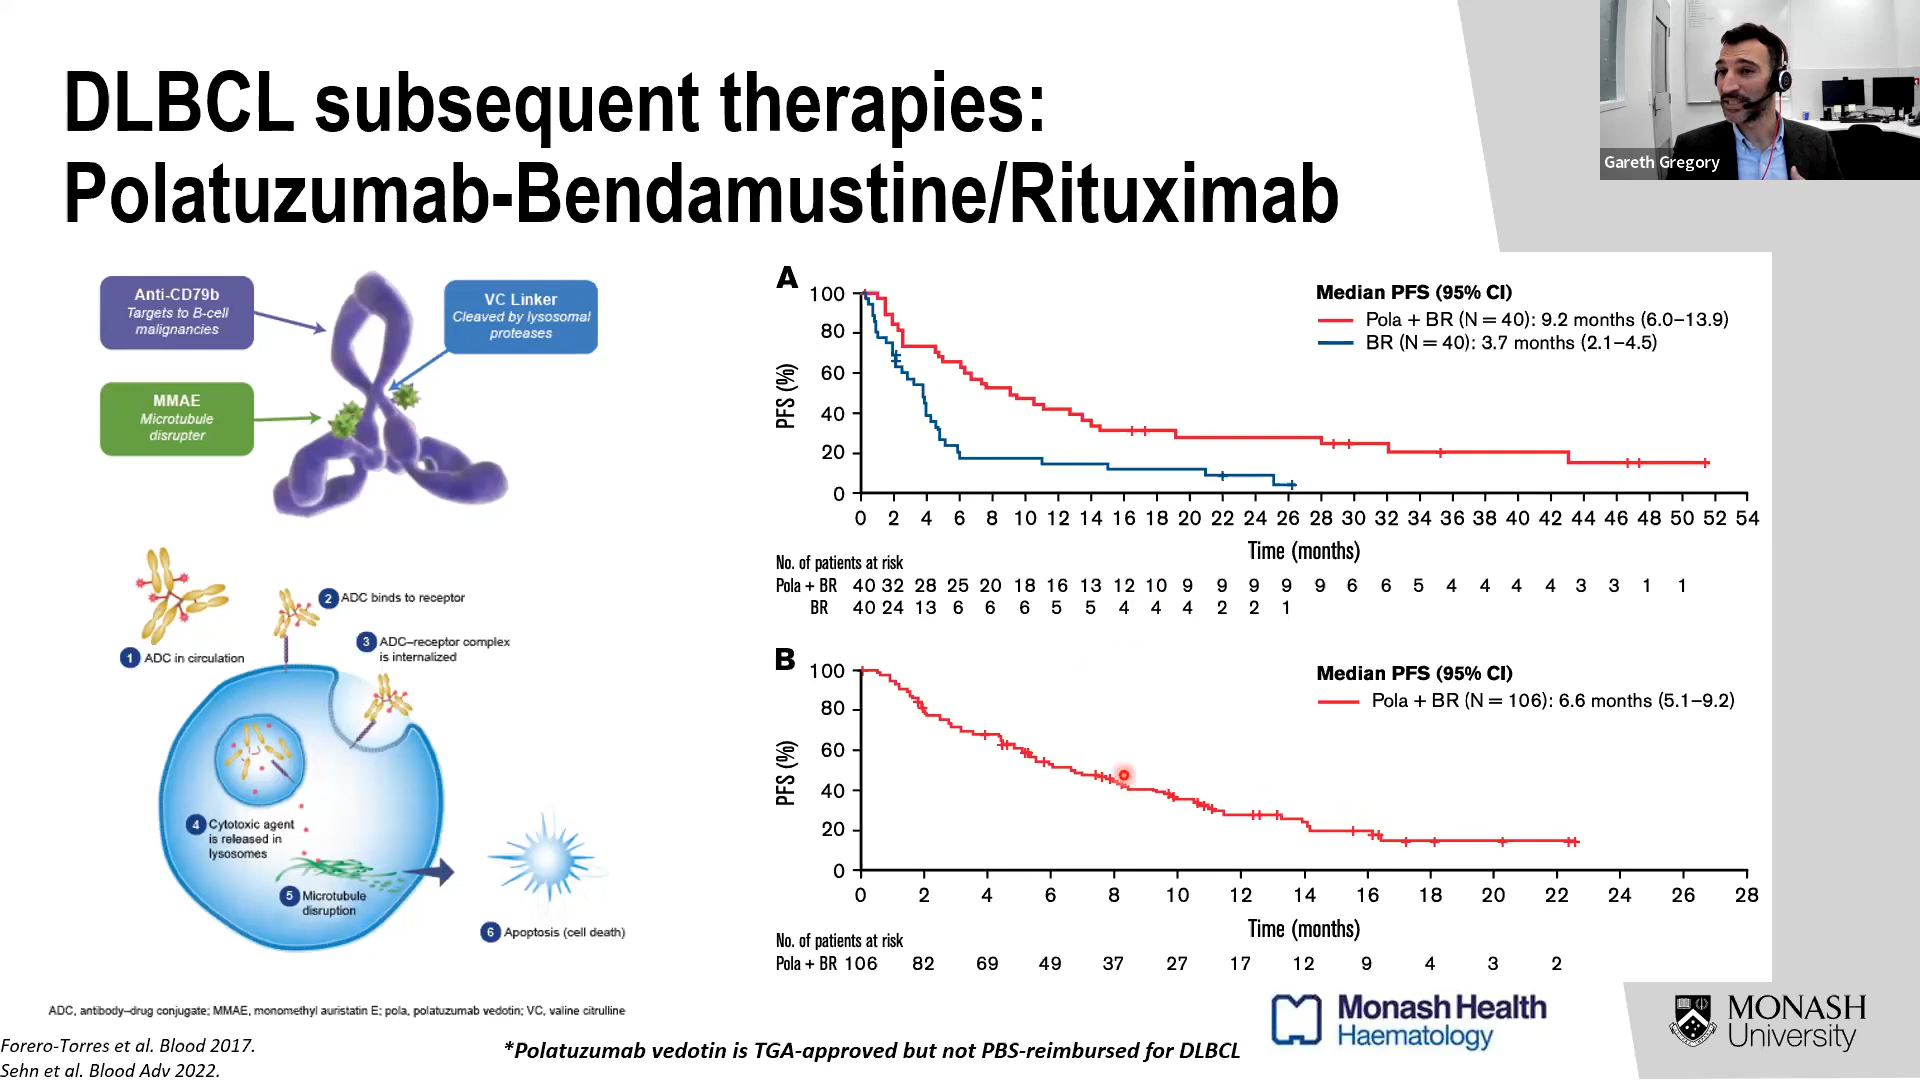 DLBCL subsequent therapies:
Polatuzumab-Bendamustine/Rituximab
Gareth Gregory
Anti-CD79b
Targets to B-cell
malignancies
VC Linker
Cleaved by lysosomal
proteases
MMAE
Microtubule
disrupter
1 ADC in circulation
2 ADC binds to receptor
3 ADC–receptor complex
is internalized
4 Cytotoxic agent
is released in
lysosomes
5 Microtubule
disruption
6 Apoptosis (cell death)
A
Median PFS (95% CI)
Pola + BR (N = 40): 9.2 months (6.0–13.9)
BR (N = 40): 3.7 months (2.1–4.5)
PFS (%)
100
80
60
40
20
0
0 2 4 6 8 10 12 14 16 18 20 22 24 26 28 30 32 34 36 38 40 42 44 46 48 50 52 54
Time (months)
No. of patients at risk
Pola + BR 40 32 28 25 20 18 16 13 12 10 9 9 9 9 9 6 6 5 4 4 4 4 3 3 1 1
BR 40 24 13 6 6 6 5 5 4 4 4 2 2 1
B
Median PFS (95% CI)
Pola + BR (N = 106): 6.6 months (5.1–9.2)
PFS (%)
100
80
60
40
20
0
0 2 4 6 8 10 12 14 16 18 20 22 24 26 28
Time (months)
No. of patients at risk
Pola + BR 106 82 69 49 37 27 17 12 9 4 3 2
ADC, antibody–drug conjugate; MMAE, monomethyl auristatin E; pola, polatuzumab vedotin; VC, valine citrulline
Forero-Torres et al. Blood 2017.
Sehn et al. Blood Adv 2022.
*Polatuzumab vedotin is TGA-approved but not PBS-reimbursed for DLBCL
Monash Health
Haematology
MONASH
University